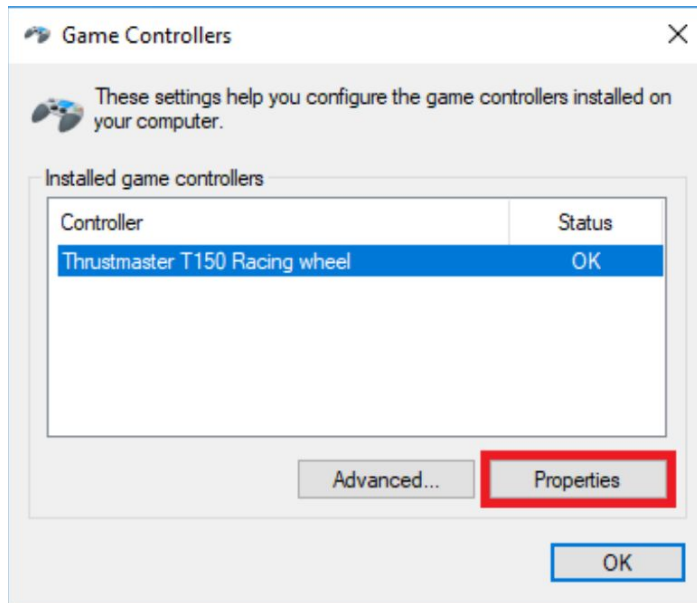 Game Controllers
These settings help you configure the game controllers installed on
your computer.
Installed game controllers
Controller Status
Thrustmaster T150 Racing wheel OK
Advanced... Properties
OK